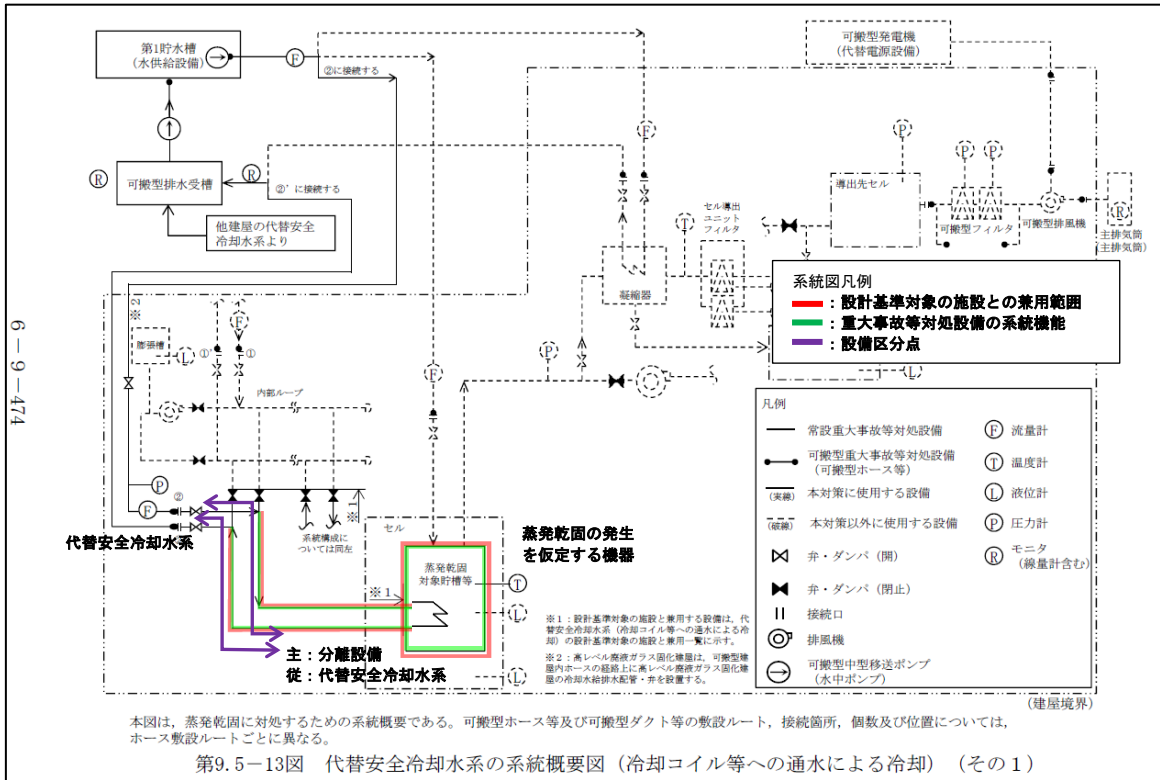 第1貯水槽
(水供給設備)
F
②に接続する
可搬型発電機
(代替電源設備)
R
可搬型排水受槽
R
②’に接続する
他建屋の代替安全
冷却水系より
F
P
P
P
導出先セル
可搬型フィルタ
可搬型排風機
R
主排気筒
(主排気筒)
T
セル導出
ユニット
フィルタ
凝縮器
系統図凡例
:設計基準対象の施設との兼用範囲
:重大事故等対処設備の系統機能
:設備区分点
L
6-9-474
※2
膨張槽
L
F
①’
①
内部ループ
F
P
P
F
②
代替安全冷却水系
系統構成に
ついては同左
※1
セル
蒸発乾固
対象貯槽等
※1
T
L
L
蒸発乾固の発生
を仮定する機器
主:分離設備
従:代替安全冷却水系
※1:設計基準対象の施設と兼用する設備は,代
替安全冷却水系(冷却コイル等への通水による冷
却)の設計基準対象の施設と兼用一覧に示す。
※2:高レベル廃液ガラス固化建屋は,可搬型建
屋内ホースの経路上に高レベル廃液ガラス固化建
屋の冷却水給排水配管・弁を設置する。
凡例
常設重大事故等対処設備
可搬型重大事故等対処設備
(可搬型ホース等)
(実線)
本対策に使用する設備
(破線)
本対策以外に使用する設備
弁・ダンパ(開)
弁・ダンパ(閉止)
接続口
排風機
可搬型中型移送ポンプ
(水中ポンプ)
F 流量計
T 温度計
L 液位計
P 圧力計
R モニタ
(線量計含む)
(建屋境界)
本図は,蒸発乾固に対処するための系統概要である。可搬型ホース等及び可搬型ダクト等の敷設ルート,接続箇所,個数及び位置については,
ホース敷設ルートごとに異なる。
第9.5-13図 代替安全冷却水系の系統概要図(冷却コイル等への通水による冷却)(その1)